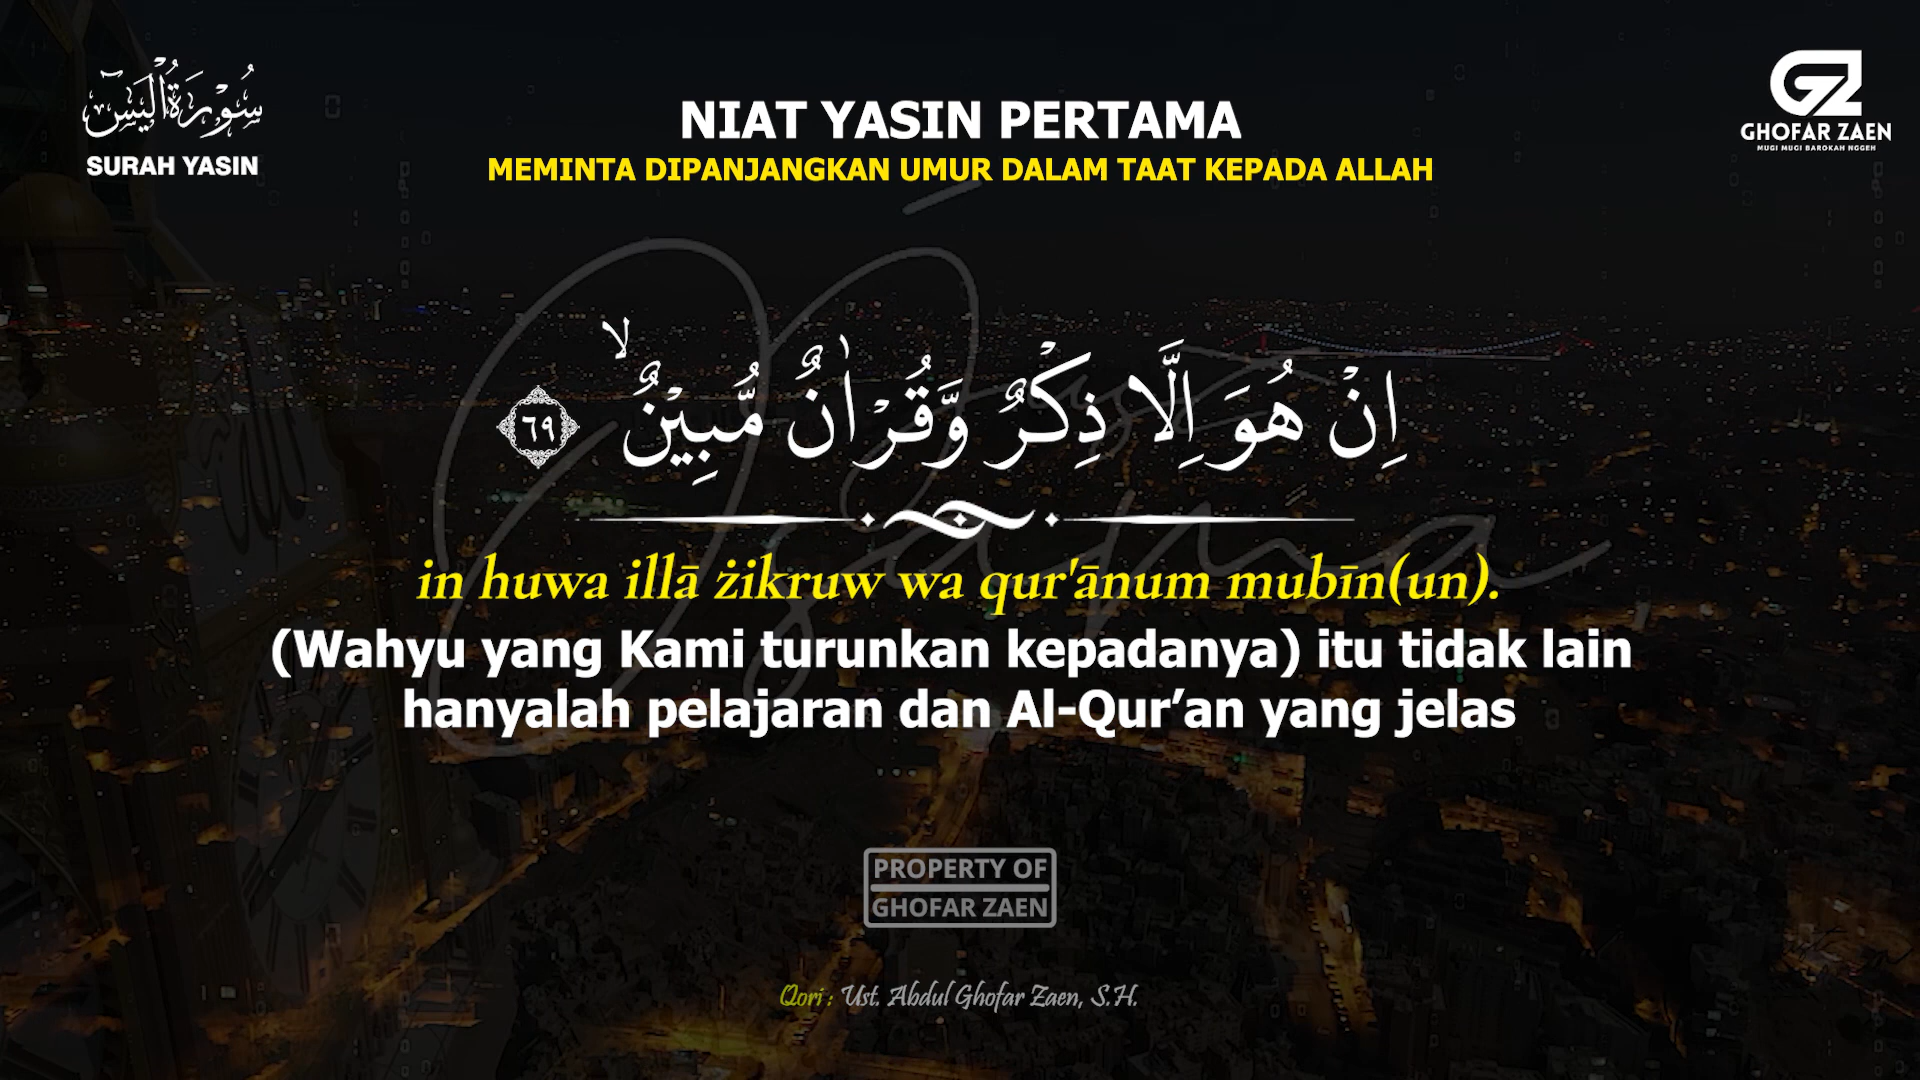 سُوْرَةُ الْيٰسٓ
SURAH YASIN
NIAT YASIN PERTAMA
MEMINTA DIPANJANGKAN UMUR DALAM TAAT KEPADA ALLAH
GZ
GHOFAR ZAEN
MUGI MUGI BAROKAH NGGEH
اِنْ هُوَ اِلَّا ذِكْرٌ وَّقُرْاٰنٌ مُّبِيْنٌ ۙ ٦٩
in huwa illā żikruw wa qur'ānum mubīn(un).
(Wahyu yang Kami turunkan kepadanya) itu tidak lain
hanyalah pelajaran dan Al-Qur’an yang jelas
PROPERTY OF
GHOFAR ZAEN
Qori : Ust. Abdul Ghofar Zaen, S.H.